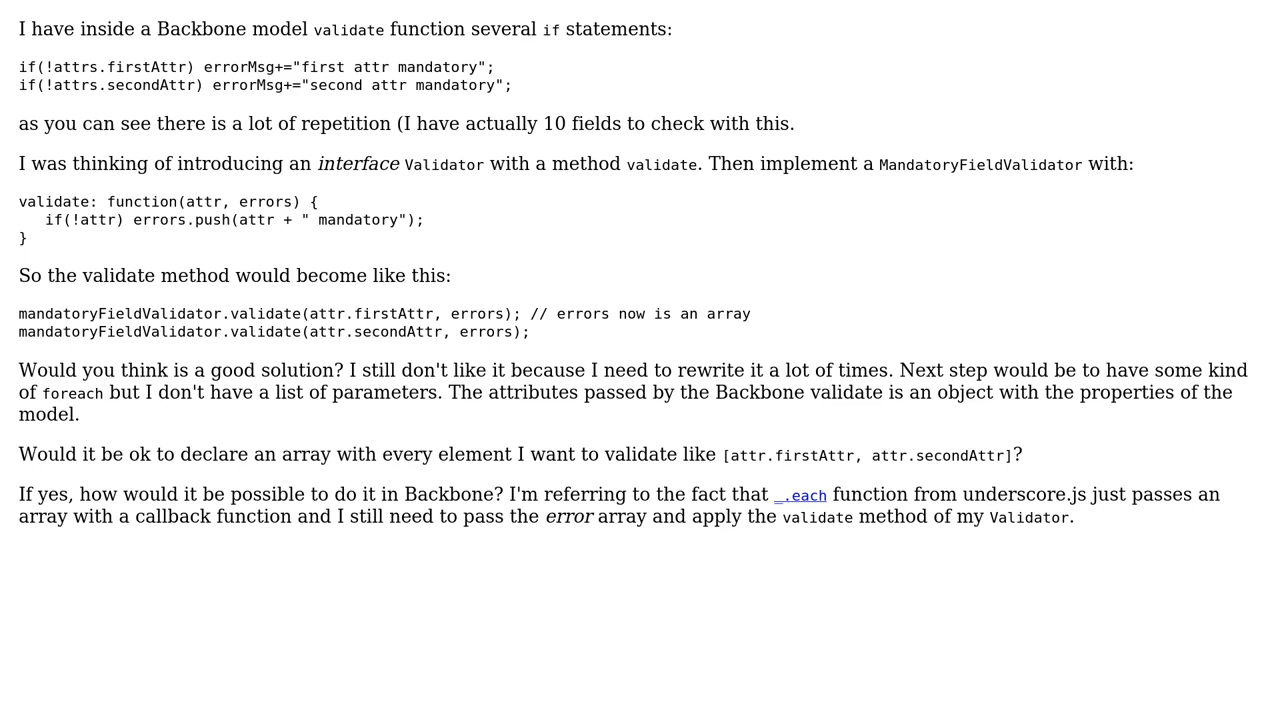 I have inside a Backbone model validate function several if statements:
if(!attrs.firstAttr) errorMsg+="first attr mandatory";
if(!attrs.secondAttr) errorMsg+="second attr mandatory";
as you can see there is a lot of repetition (I have actually 10 fields to check with this.
I was thinking of introducing an interface Validator with a method validate. Then implement a MandatoryFieldValidator with:
validate: function(attr, errors) {
   if(!attr) errors.push(attr + " mandatory");
}
So the validate method would become like this:
mandatoryFieldValidator.validate(attr.firstAttr, errors); // errors now is an array
mandatoryFieldValidator.validate(attr.secondAttr, errors);
Would you think is a good solution? I still don't like it because I need to rewrite it a lot of times. Next step would be to have some kind
of foreach but I don't have a list of parameters. The attributes passed by the Backbone validate is an object with the properties of the
model.
Would it be ok to declare an array with every element I want to validate like [attr.firstAttr, attr.secondAttr]?
If yes, how would it be possible to do it in Backbone? I'm referring to the fact that _.each function from underscore.js just passes an
array with a callback function and I still need to pass the error array and apply the validate method of my Validator.